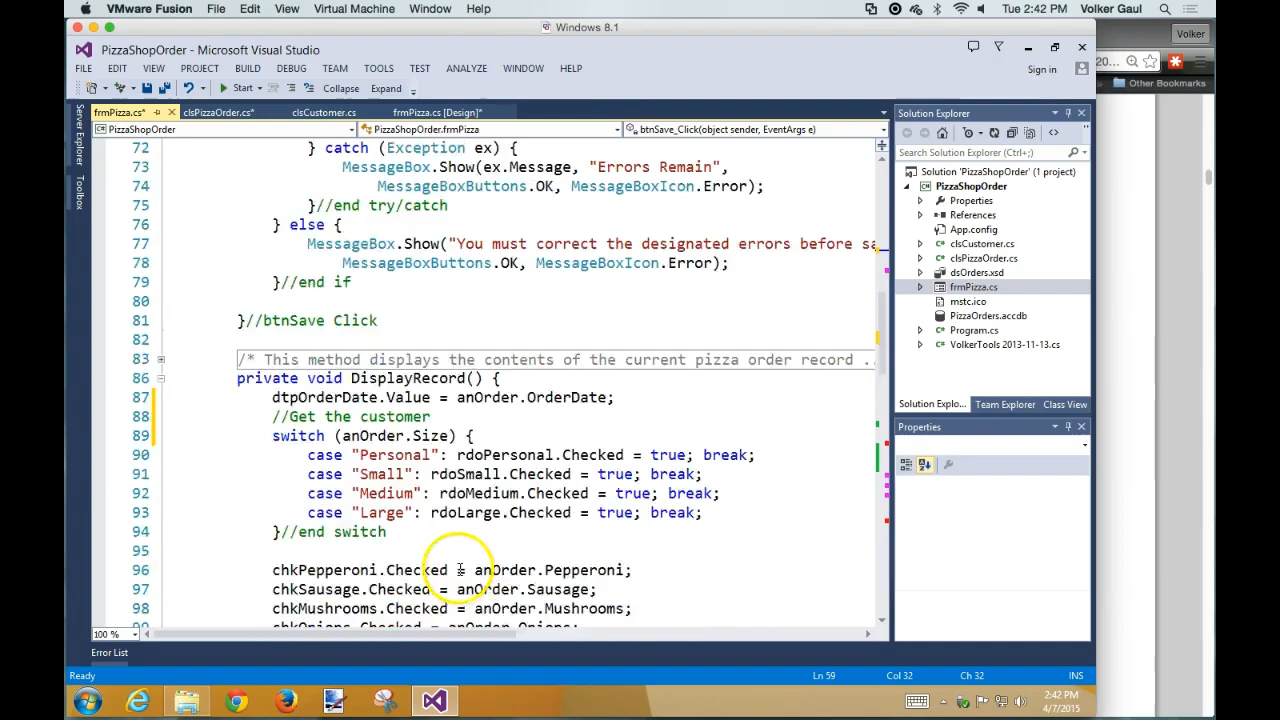 VMware Fusion File Edit View Virtual Machine Window Help Tue 2:42 PM Volker Gaul
Windows 8.1
Volker
PizzaShopOrder - Microsoft Visual Studio
FILE EDIT VIEW PROJECT BUILD DEBUG TEAM TOOLS TEST ANALYZE WINDOW HELP Sign in
20...
Other Bookmarks
Start Collapse Expand
frmPizza.cs* clsPizzaOrder.cs* clsCustomer.cs frmPizza.cs [Design]*
PizzaShopOrder PizzaShopOrder.frmPizza btnSave_Click(object sender, EventArgs e)
Server Explorer
Toolbox
72 } catch (Exception ex) {
73 MessageBox.Show(ex.Message, "Errors Remain",
74 MessageBoxButtons.OK, MessageBoxIcon.Error);
75 }//end try/catch
76 } else {
77 MessageBox.Show("You must correct the designated errors before sa
78 MessageBoxButtons.OK, MessageBoxIcon.Error);
79 }//end if
80
81 }//btnSave Click
82
83 /* This method displays the contents of the current pizza order record ..
86 private void DisplayRecord() {
87 dtpOrderDate.Value = anOrder.OrderDate;
88 //Get the customer
89 switch (anOrder.Size) {
90 case "Personal": rdoPersonal.Checked = true; break;
91 case "Small": rdoSmall.Checked = true; break;
92 case "Medium": rdoMedium.Checked = true; break;
93 case "Large": rdoLarge.Checked = true; break;
94 }//end switch
95
96 chkPepperoni.Checked = anOrder.Pepperoni;
97 chkSausage.Checked = anOrder.Sausage;
98 chkMushrooms.Checked = anOrder.Mushrooms;
99 chkOnions.Checked = anOrder.Onions;
100 %
Solution Explorer
Search Solution Explorer (Ctrl+;)
Solution 'PizzaShopOrder' (1 project)
PizzaShopOrder
Properties
References
App.config
clsCustomer.cs
clsPizzaOrder.cs
dsOrders.xsd
frmPizza.cs
mstc.ico
PizzaOrders.accdb
Program.cs
VolkerTools 2013-11-13.cs
Solution Explo... Team Explorer Class View
Properties
Error List
Ready Ln 59 Col 32 Ch 32 INS
2:42 PM
4/7/2015